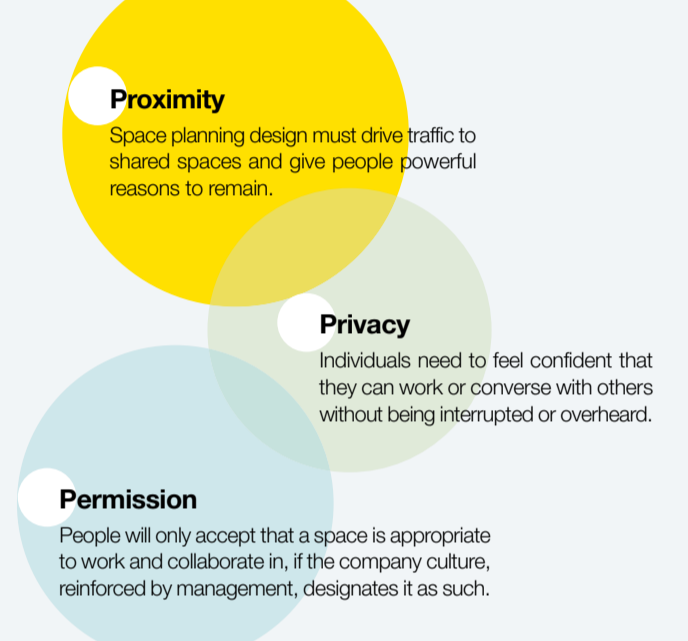 Proximity
Space planning design must drive traffic to
shared spaces and give people powerful
reasons to remain.
Privacy
Individuals need to feel confident that
they can work or converse with others
without being interrupted or overheard.
Permission
People will only accept that a space is appropriate
to work and collaborate in, if the company culture,
reinforced by management, designates it as such.